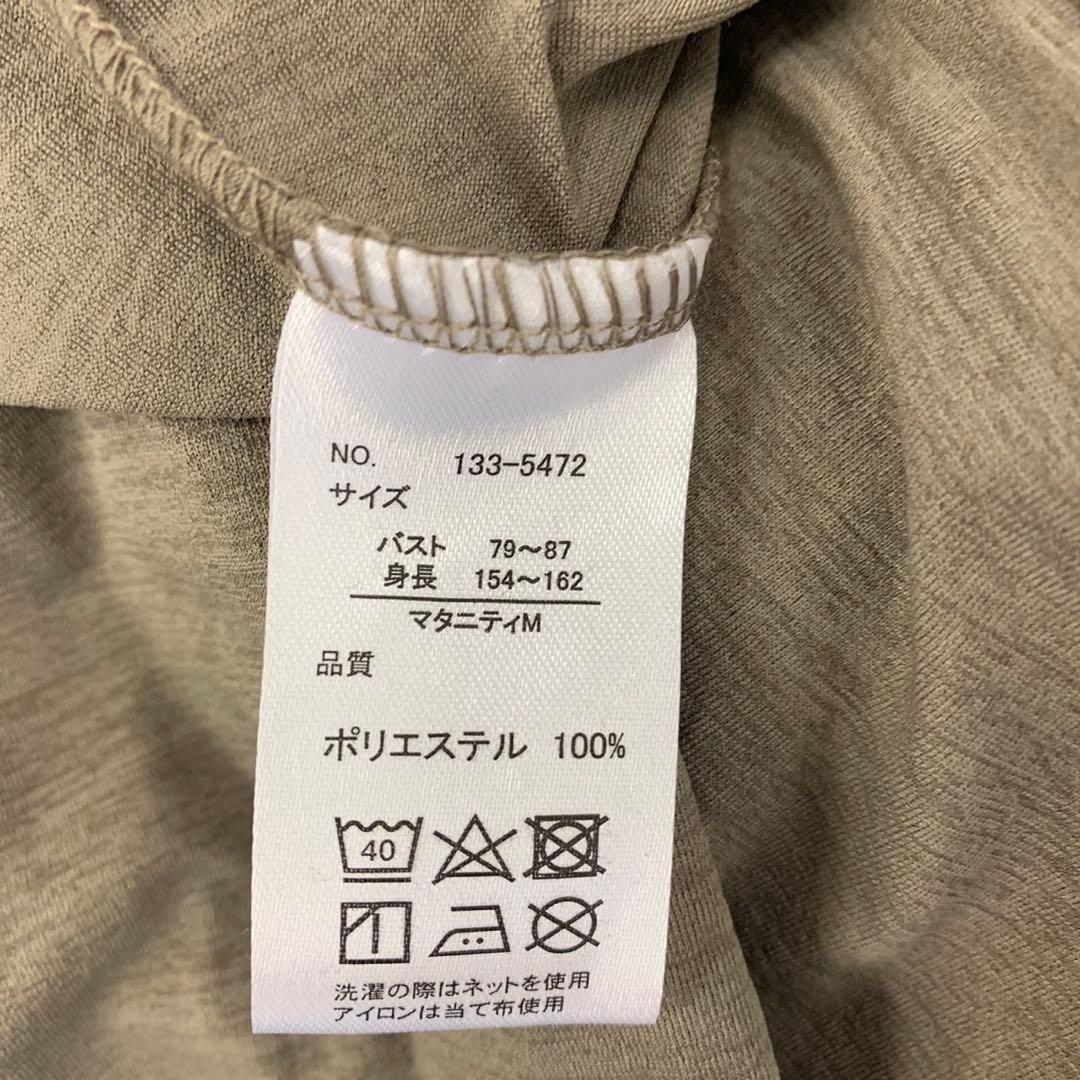 NO. 133-5472
サイズ
バスト 79～87
身長 154～162
マタニティM
品質
ポリエステル 100%
40
洗濯の際はネットを使用
アイロンは当て布使用